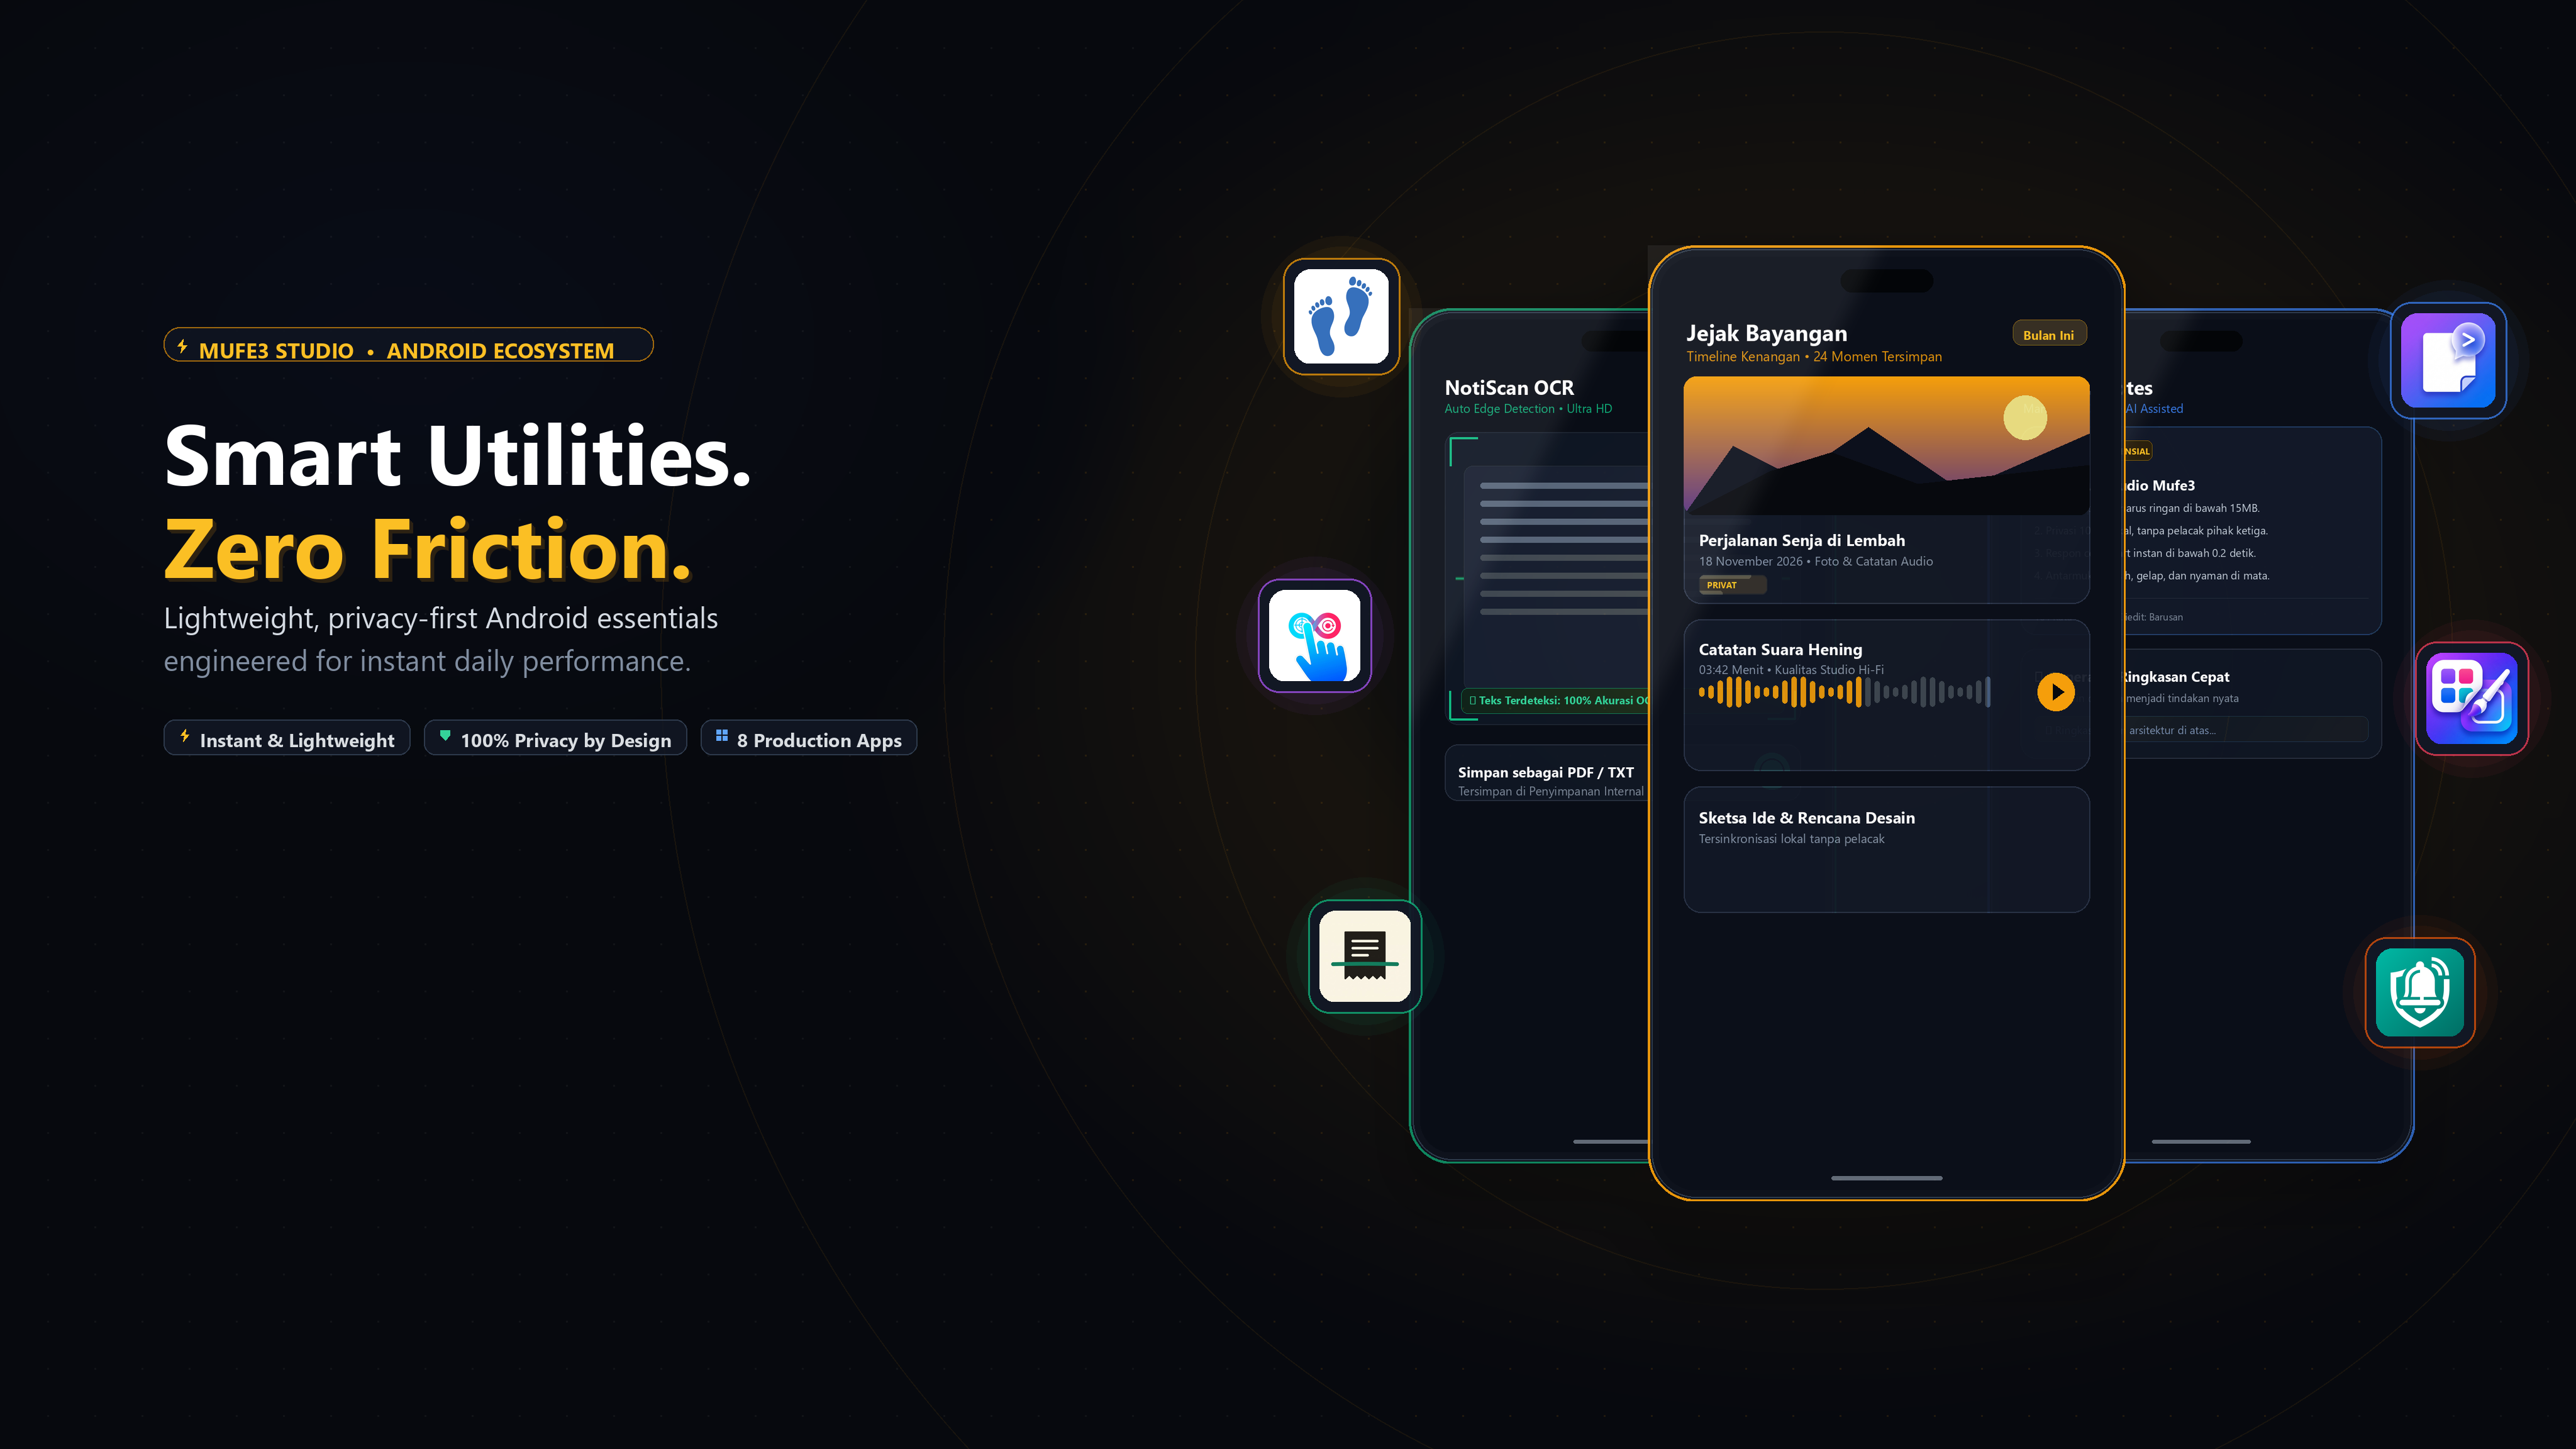 MUFE3 STUDIO • ANDROID ECOSYSTEM
Smart Utilities.
Zero Friction.
Lightweight, privacy-first Android essentials
engineered for instant daily performance.
Instant & Lightweight
100% Privacy by Design
8 Production Apps
NotiScan OCR
Auto Edge Detection • Ultra HD
Teks Terdeteksi: 100% Akurasi
Simpan sebagai PDF / TXT
Tersimpan di Penyimpanan Internal
Jejak Bayangan
Bulan Ini
Timeline Kenangan • 24 Momen Tersimpan
Perjalanan Senja di Lembah
18 November 2026 • Foto & Catatan Audio
PRIVAT
Catatan Suara Hening
03:42 Menit • Kualitas Studio Hi-Fi
Sketsa Ide & Rencana Desain
Tersinkronisasi lokal tanpa pelacak
tes
AI Assisted
NSIAL
dio Mufe3
arus ringan di bawah 15MB.
al, tanpa pelacak pihak ketiga.
rt instan di bawah 0.2 detik.
h, gelap, dan nyaman di mata.
edit: Barusan
Ringkasan Cepat
menjadi tindakan nyata
arsitektur di atas...